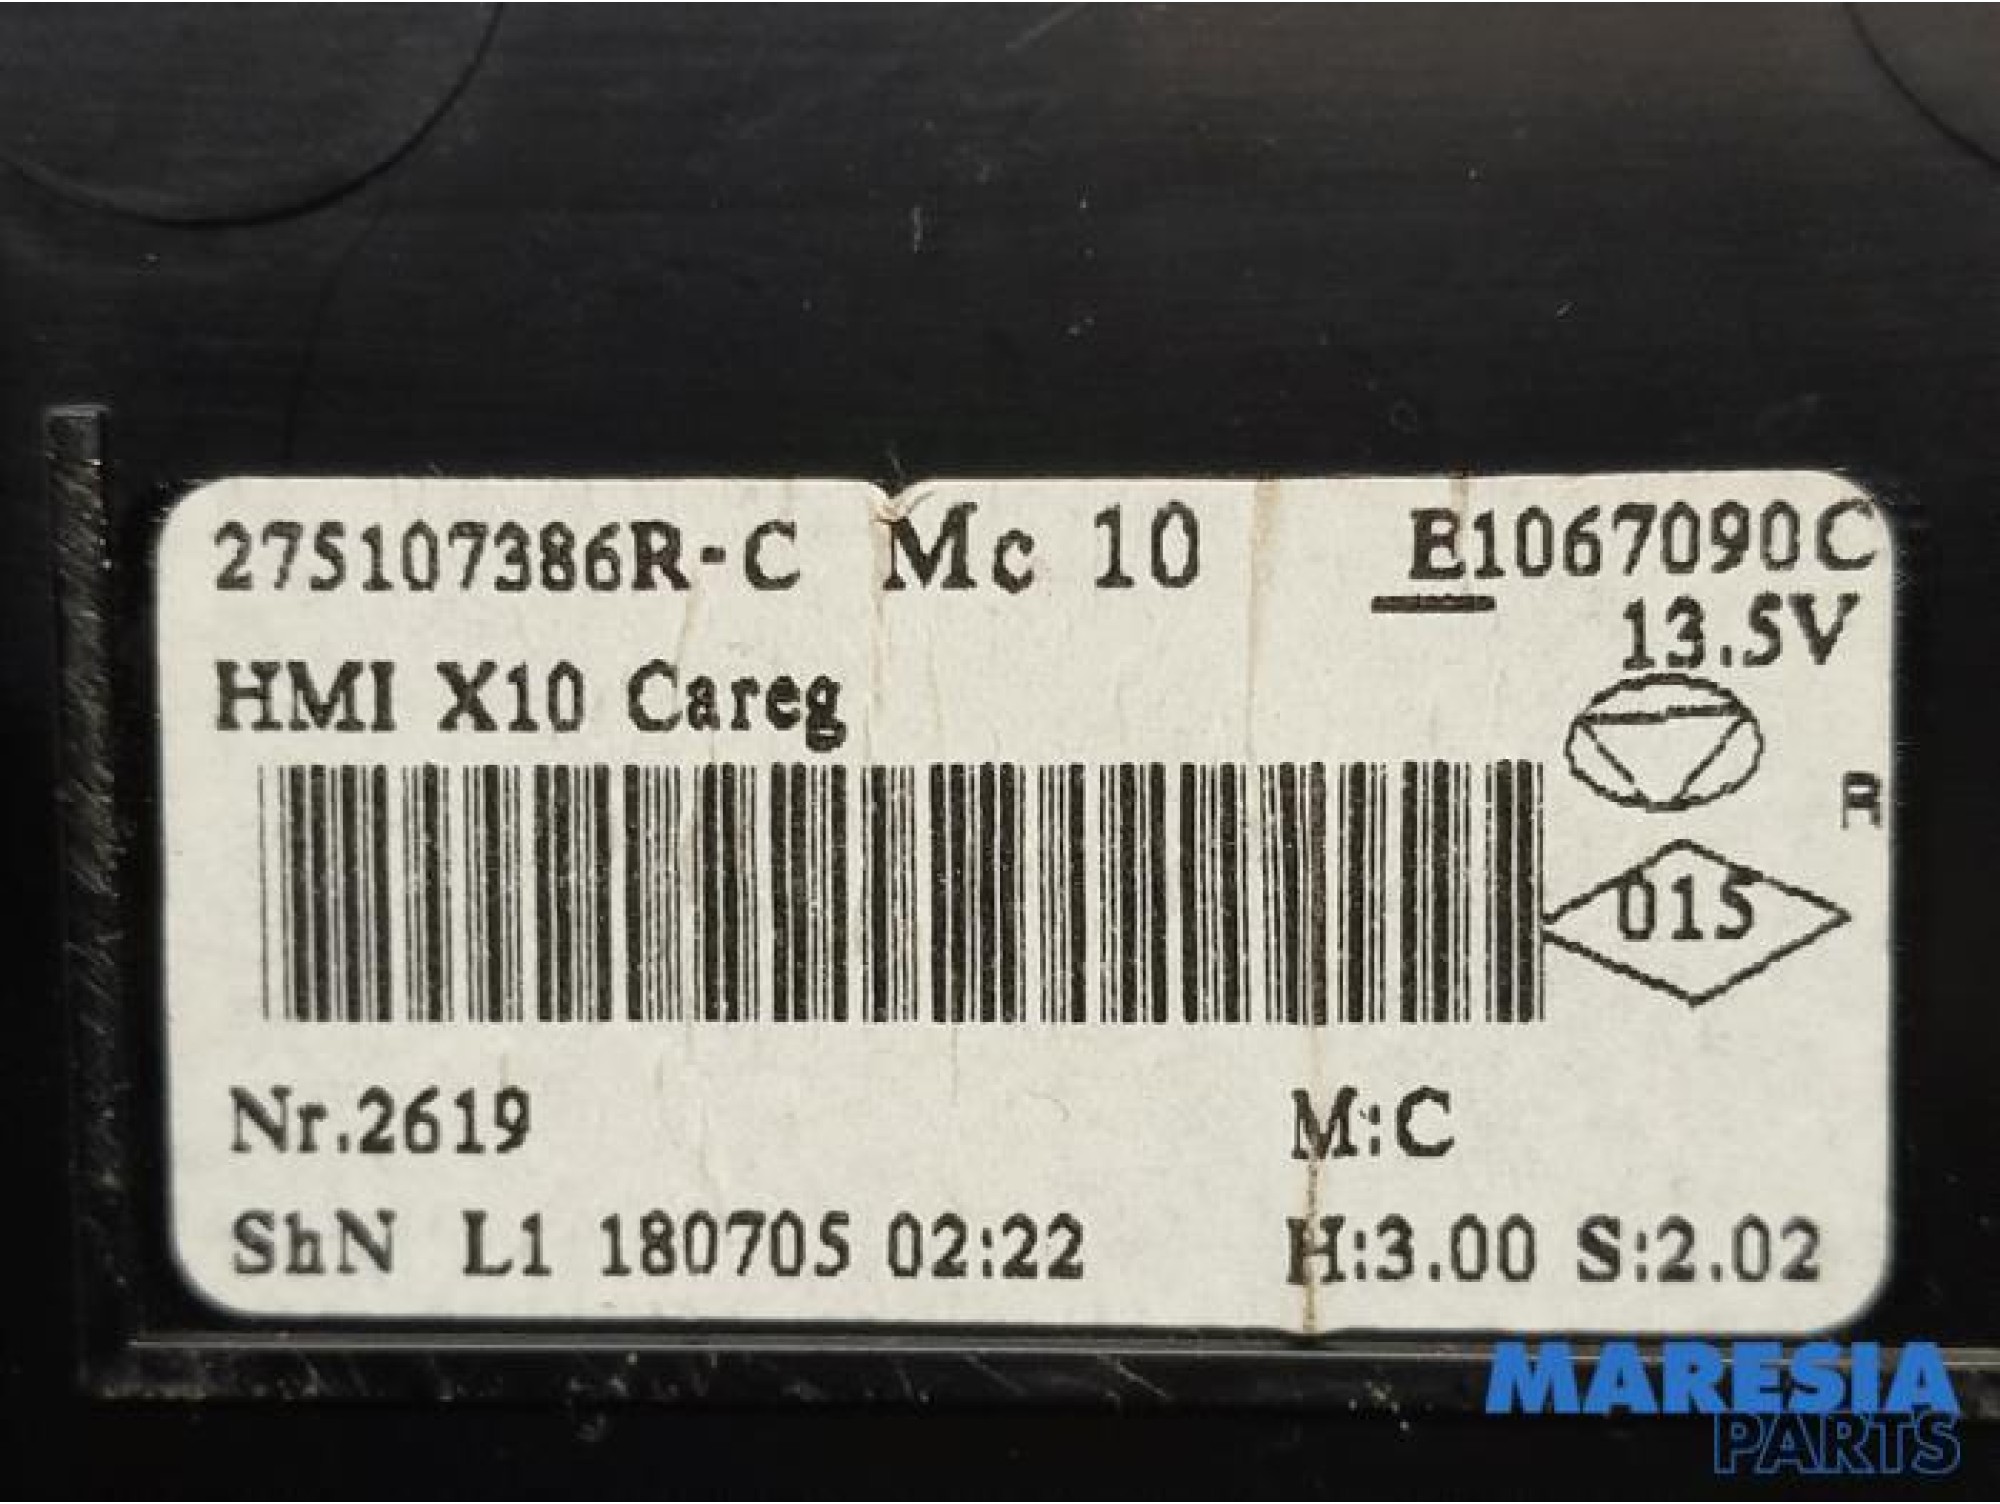 275107386R-C Mc 10 E1067090C
13.5V
HMI X10 Careg
R
015
Nr.2619 M:C
ShN L1 180705 02:22 H:3.00 S:2.02
MARESIA
PARTS